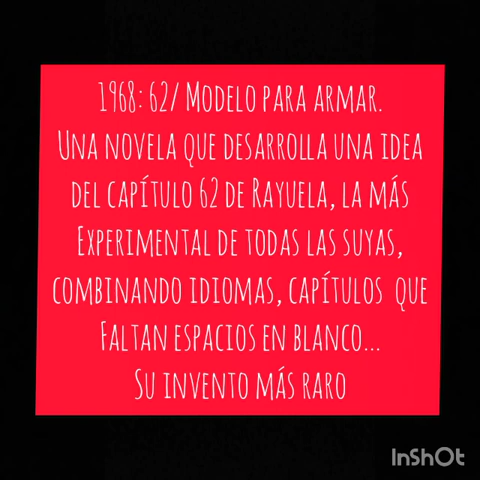 1968: 62/ Modelo para armar.
Una novela que desarrolla una idea
del capítulo 62 de Rayuela, la más
Experimental de todas las suyas,
combinando idiomas, capítulos que
Faltan espacios en blanco...
Su invento más raro
InShOt